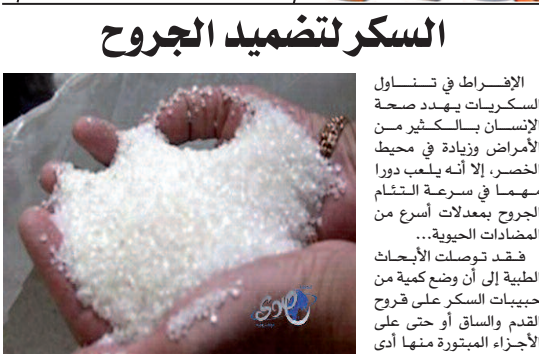 السكر لتضميد الجروح
الإفراط في تناول
السكريات يهدد صحة
الإنسان بالكثير من
الأمراض وزيادة في محيط
الخصر، إلا أنه يلعب دورا
مهما في سرعة التئام
الجروح بمعدلات أسرع من
المضادات الحيوية...
فقد توصلت الأبحاث
الطبية إلى أن وضع كمية من
حبيبات السكر على قروح
القدم والساق أو حتى على
الأجزاء المبتورة منها أدى